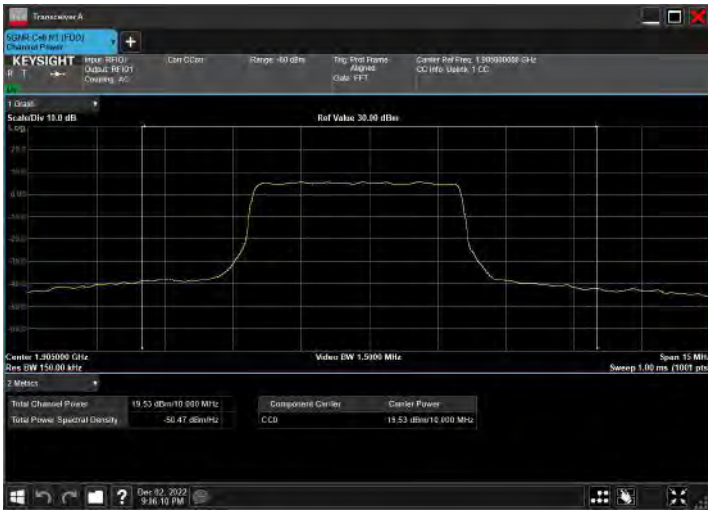 Transceiver A
5GNR Cell N1 (FDD)
Channel Power
+
KEYSIGHT
R T
Input: RFIO1
Output: RFIO1
Coupling: AC
Corr CCorr
Range: -60 dBm
Trig: Prot Frame
Aligned
Gate: FFT
Carrier Ref Freq: 1.905000000 GHz
CC Info: Uplink, 1 CC
1 Graph
Scale/Div 10.0 dB
Ref Value 30.00 dBm
Log
Center 1.905000 GHz
Video BW 1.5000 MHz
Span 15 MHz
Res BW 150.00 kHz
Sweep 1.00 ms (1001 pts
2 Metrics
Total Channel Power
19.53 dBm/10.000 MHz
Total Power Spectral Density
-50.47 dBm/Hz
Component Carrier
Carrier Power
CC0
19.53 dBm/10.000 MHz
?
Dec 02, 2022
9:36:10 PM